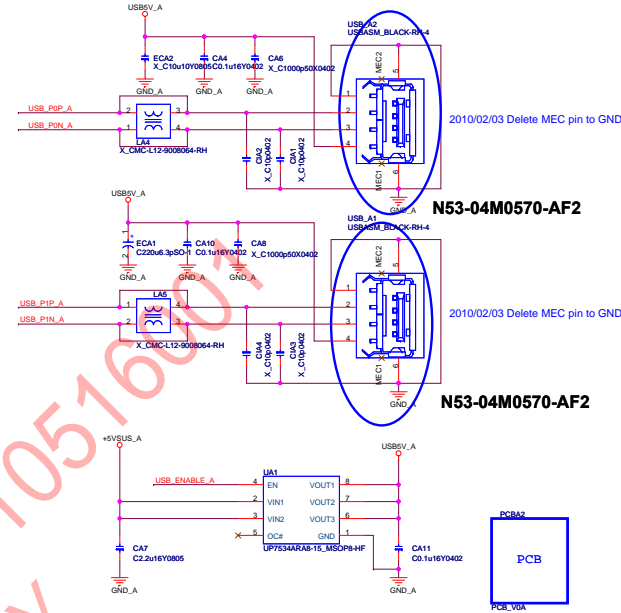 USB5V_A
USB_A2
USBASM_BLACK-RH-4
ECA2
X_C10u10Y0805
CA4
C0.1u16Y0402
CA6
X_C1000p50X0402
GND_A
GND_A
GND_A
MEC2
5
1
2
3
4
USB_P0P_A
USB_P0N_A
2
3
1
4
LA4
X_CMC-L12-9008064-RH
CIA2
X_C10p0402
CIA1
X_C10p0402
MEC1
6
GND_A
2010/02/03 Delete MEC pin to GND
N53-04M0570-AF2
USB5V_A
USB_A1
USBASM_BLACK-RH-4
1
+
2
ECA1
C220u6.3pSO-1
CA10
C0.1u16Y0402
CA8
X_C1000p50X0402
GND_A
GND_A
GND_A
MEC2
5
1
2
3
4
USB_P1P_A
USB_P1N_A
LA5
1
4
2
3
X_CMC-L12-9008064-RH
CIA4
X_C10p0402
CIA3
X_C10p0402
MEC1
6
GND_A
2010/02/03 Delete MEC pin to GND
N53-04M0570-AF2
+5VSUS_A
USB5V_A
USB_ENABLE_A
UA1
4 EN VOUT1 8
2 VIN1 VOUT2 7
3 VIN2 VOUT3 6
5 OC# GND 1
UP7534ARA8-15_MSOP8-HF
CA7
C2.2u16Y0805
GND_A
CA11
C0.1u16Y0402
GND_A
PCBA2
PCB
PCB_V0A
10516001